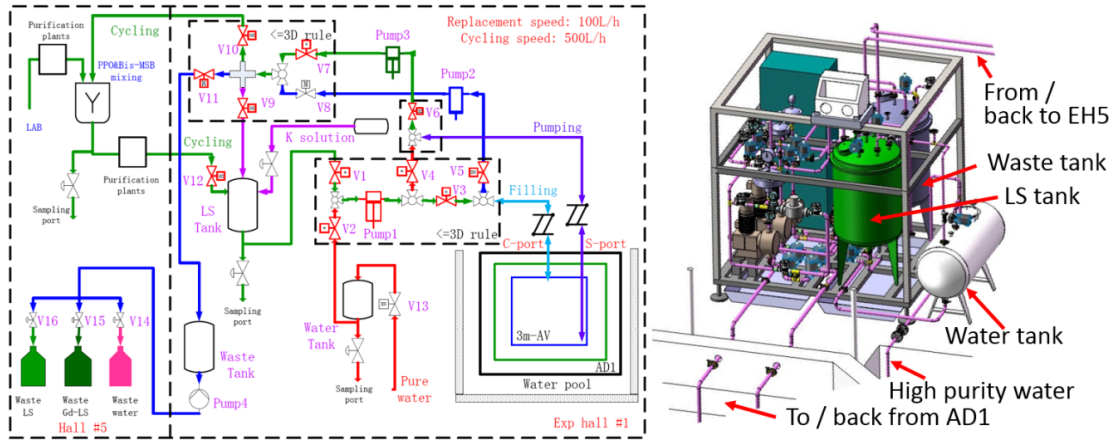 Replacement speed: 100L/h
Cycling speed: 500L/h
Purification
plants
Cycling
PPO&Bis-MSB
mixing
LAB
Cycling
Purification
plants
Sampling
port
V10
<=3D rule
V7
Pump3
Pump2
V11
V9
V8
V6
K solution
Pumping
V12
LS
Tank
V1
V4
V5
V3
Filling
V2
Pump1
<=3D rule
C-port
S-port
Sampling
port
V13
Water
Tank
3m-AV
AD1
Water pool
V16
V15
V14
Waste
Tank
Sampling
port
Pure
water
Waste
LS
Waste
Gd-LS
Waste
water
Pump4
Hall #5
Exp hall #1
From /
back to EH5
Waste tank
LS tank
Water tank
High purity water
To / back from AD1